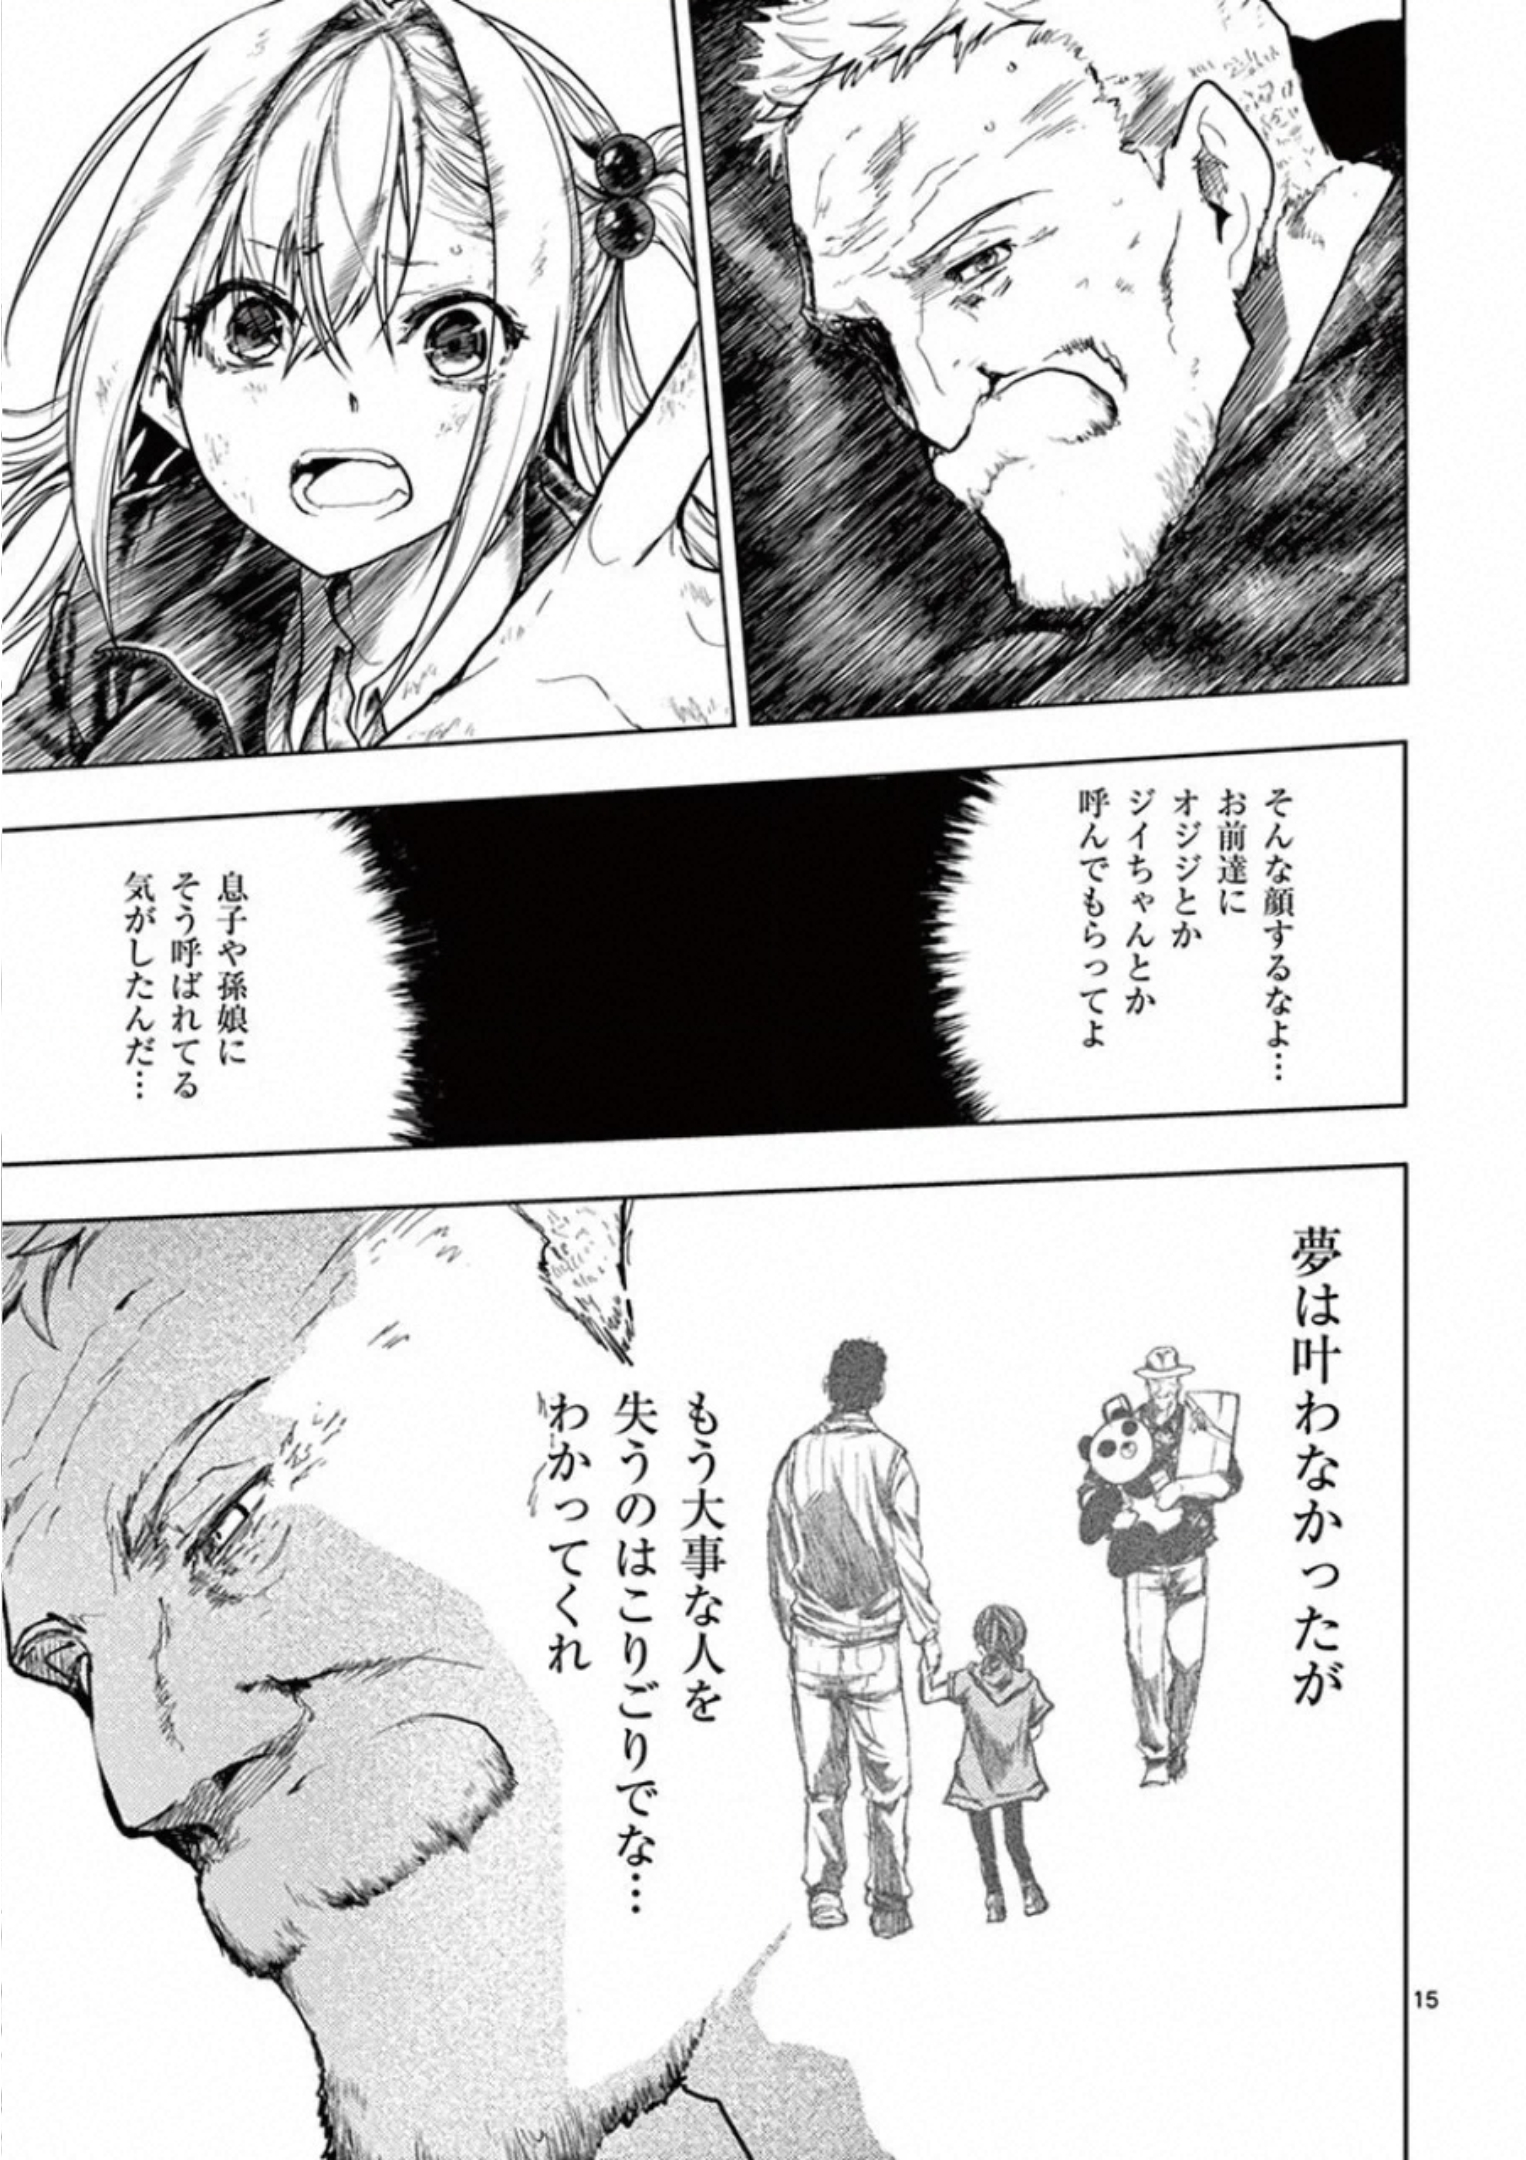 そんな顔するなよ…
お前達に
オジジとか
ジイちゃんとか
呼んでもらってよ
息子や孫娘に
そう呼ばれてる
気がしたんだ…
夢は叶わなかったが
もう大事な人を
失うのはこりごりでな…
わかってくれ
15